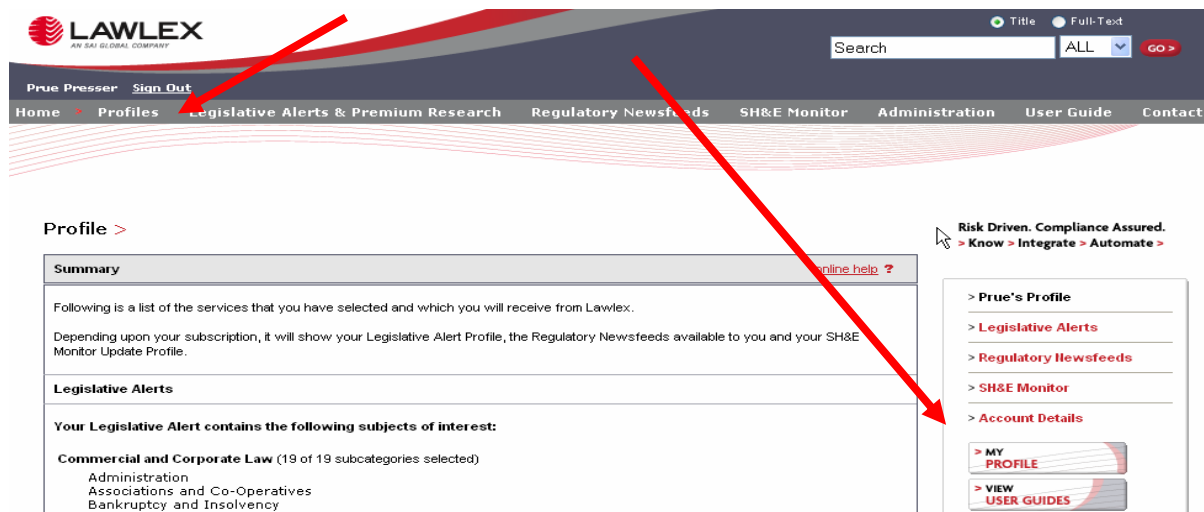 LAWLEX
AN SAI GLOBAL COMPANY
Title Full-Text
Search ALL GO >
Prue Presser Sign Out
Home > Profiles Legislative Alerts & Premium Research Regulatory Newsfeeds SH&E Monitor Administration User Guide Contact
Profile >
Risk Driven. Compliance Assured.
> Know > Integrate > Automate >
Summary online help ?
Following is a list of the services that you have selected and which you will receive from Lawlex.
Depending upon your subscription, it will show your Legislative Alert Profile, the Regulatory Newsfeeds available to you and your SH&E
Monitor Update Profile.
Legislative Alerts
Your Legislative Alert contains the following subjects of interest:
Commercial and Corporate Law (19 of 19 subcategories selected)
Administration
Associations and Co-Operatives
Bankruptcy and Insolvency
> Prue's Profile
> Legislative Alerts
> Regulatory Newsfeeds
> SH&E Monitor
> Account Details
> MY
PROFILE
> VIEW
USER GUIDES